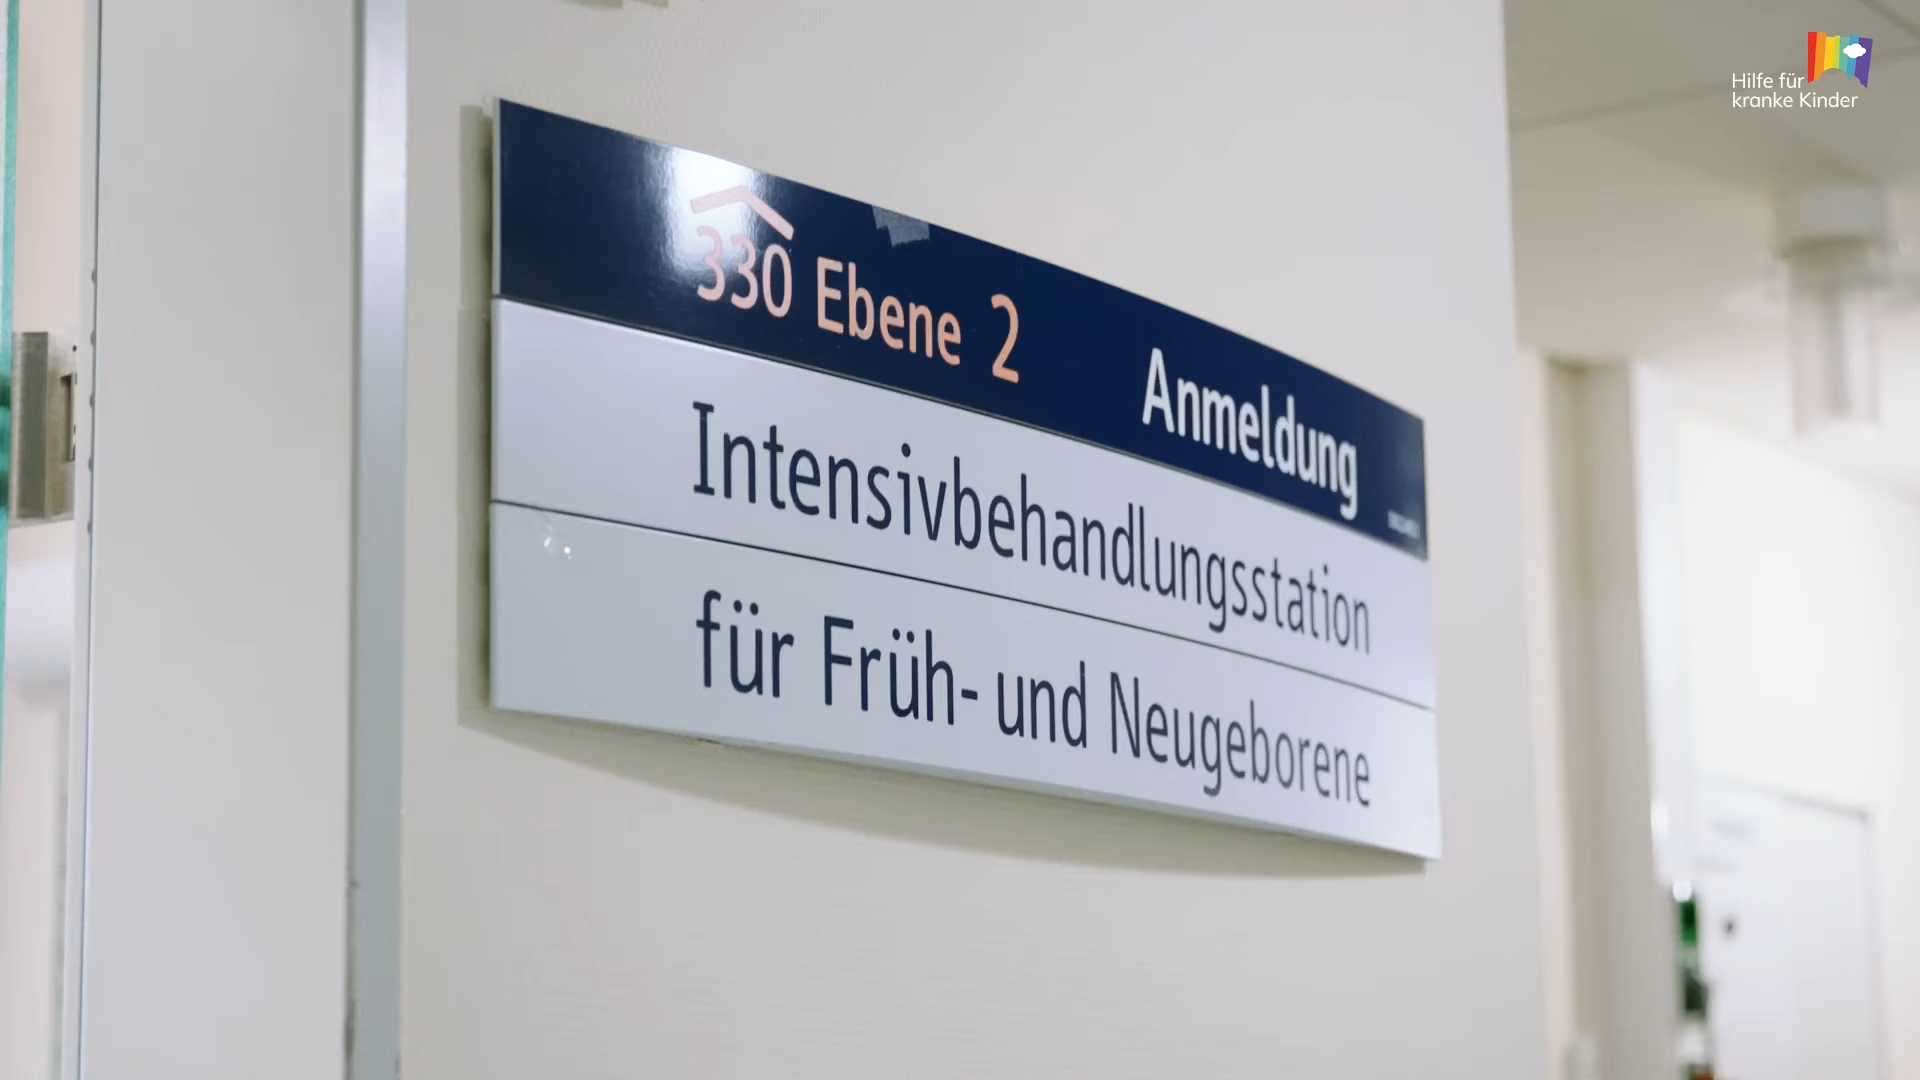 Hilfe für
kranke Kinder
330 Ebene 2
Anmeldung
Intensivbehandlungsstation
für Früh- und Neugeborene